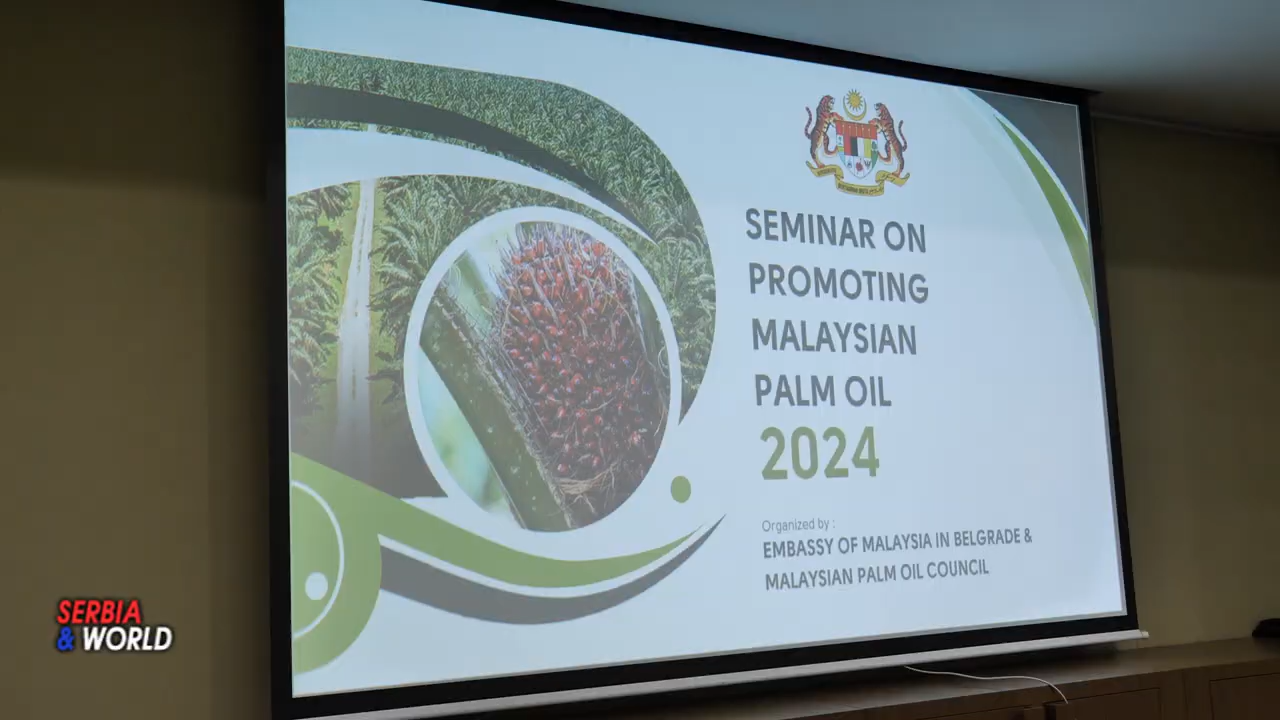 SEMINAR ON
PROMOTING
MALAYSIAN
PALM OIL
2024
Organized by :
EMBASSY OF MALAYSIA IN BELGRADE &
MALAYSIAN PALM OIL COUNCIL
SERBIA
& WORLD